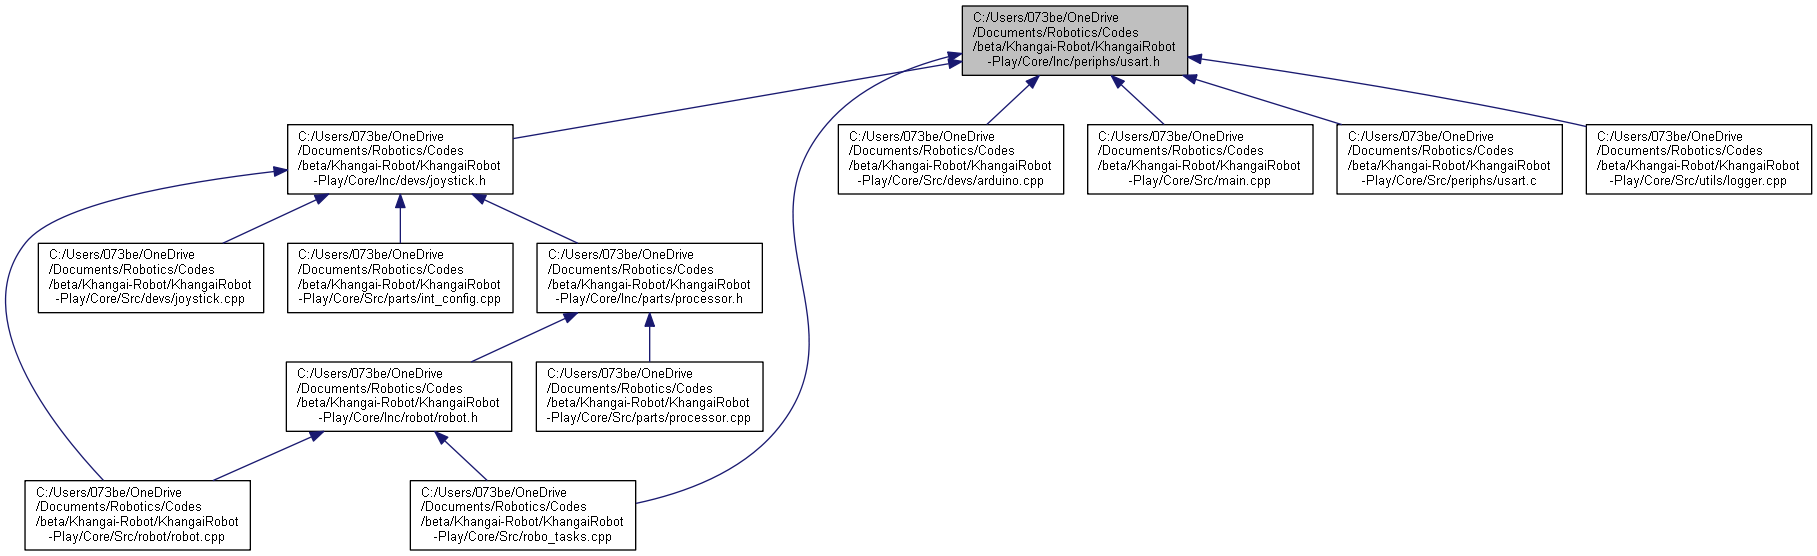 C:/Users/073be/OneDrive
/Documents/Robotics/Codes
/beta/Khangai-Robot/KhangaiRobot
-Play/Core/Inc/periphs/usart.h
C:/Users/073be/OneDrive
/Documents/Robotics/Codes
/beta/Khangai-Robot/KhangaiRobot
-Play/Core/Inc/devs/joystick.h
C:/Users/073be/OneDrive
/Documents/Robotics/Codes
/beta/Khangai-Robot/KhangaiRobot
-Play/Core/Src/devs/arduino.cpp
C:/Users/073be/OneDrive
/Documents/Robotics/Codes
/beta/Khangai-Robot/KhangaiRobot
-Play/Core/Src/main.cpp
C:/Users/073be/OneDrive
/Documents/Robotics/Codes
/beta/Khangai-Robot/KhangaiRobot
-Play/Core/Src/periphs/usart.c
C:/Users/073be/OneDrive
/Documents/Robotics/Codes
/beta/Khangai-Robot/KhangaiRobot
-Play/Core/Src/utils/logger.cpp
C:/Users/073be/OneDrive
/Documents/Robotics/Codes
/beta/Khangai-Robot/KhangaiRobot
-Play/Core/Src/devs/joystick.cpp
C:/Users/073be/OneDrive
/Documents/Robotics/Codes
/beta/Khangai-Robot/KhangaiRobot
-Play/Core/Src/parts/int_config.cpp
C:/Users/073be/OneDrive
/Documents/Robotics/Codes
/beta/Khangai-Robot/KhangaiRobot
-Play/Core/Inc/parts/processor.h
C:/Users/073be/OneDrive
/Documents/Robotics/Codes
/beta/Khangai-Robot/KhangaiRobot
-Play/Core/Inc/robot/robot.h
C:/Users/073be/OneDrive
/Documents/Robotics/Codes
/beta/Khangai-Robot/KhangaiRobot
-Play/Core/Src/parts/processor.cpp
C:/Users/073be/OneDrive
/Documents/Robotics/Codes
/beta/Khangai-Robot/KhangaiRobot
-Play/Core/Src/robot/robot.cpp
C:/Users/073be/OneDrive
/Documents/Robotics/Codes
/beta/Khangai-Robot/KhangaiRobot
-Play/Core/Src/robo_tasks.cpp